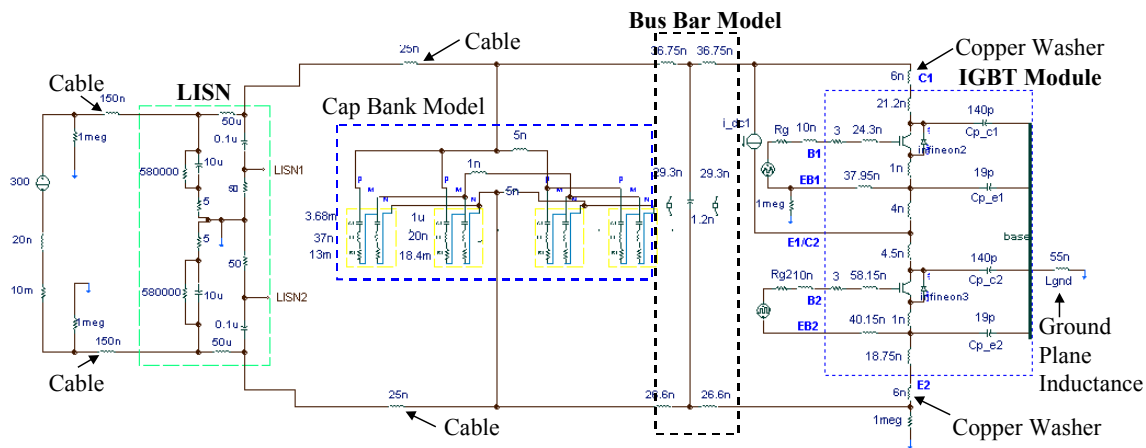 Bus Bar Model
Cable
Copper Washer
25n
36.75n 36.75n
Cable
LISN
6n C1
IGBT Module
150n
50u
Cap Bank Model
21.2n
140p
Cp_c1
1meg
0.1u
5n
i_dc1
Rg 10n 3 24.3n
infineon2
10u
580000
1n
B1
1n
LISN1
50
29.3n 29.3n
EB1 37.95n
19p
Cp_e1
300
p M N
5n
p M N
1meg
4n
5
3.68m
1u
1.2n
base
20n
5
37n
20n
E1/C2
4.5n
13m
18.4m
50
140p
Cp_c2
55n
Lgnd
Rg210n 3 58.15n
infineon3
10m
580000
10u
LISN2
B2
1n
19p
Cp_e2
1meg
0.1u
EB2 40.15n
Ground
Plane
Inductance
150n
50u
18.75n
Cable
25n
Cable
26.6n 26.6n
E2
6n
Copper Washer
1meg